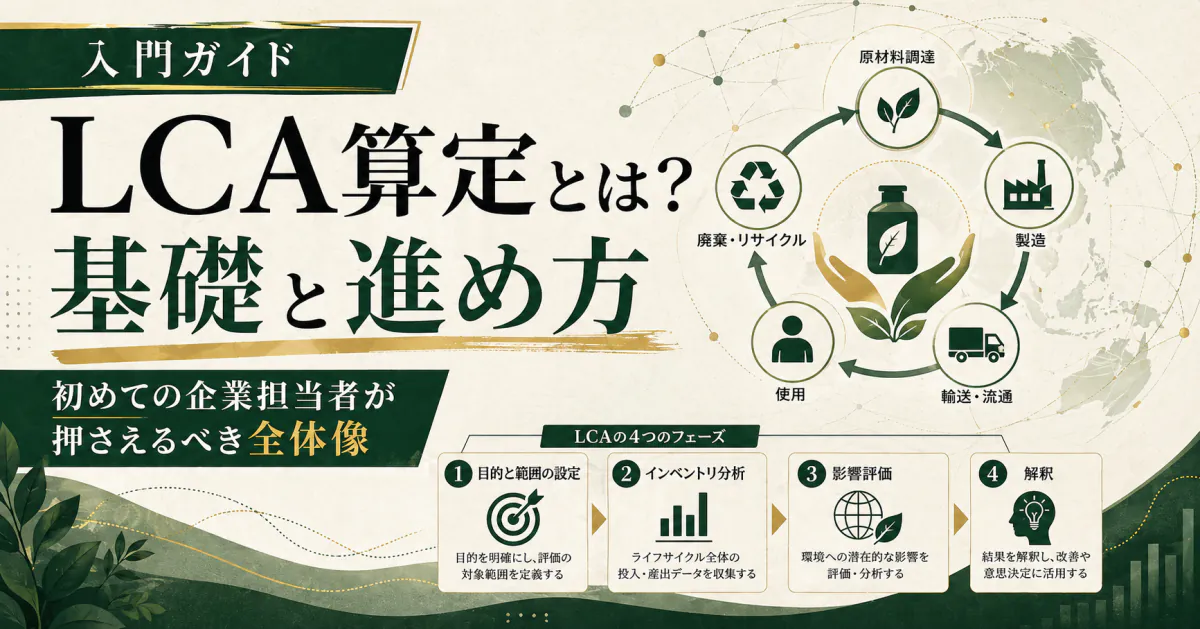 入門ガイド
LCA算定とは?
基礎と進め方
初めての企業担当者が
押さえるべき全体像
原材料調達
製造
輸送・流通
使用
廃棄・リサイクル
LCAの4つのフェーズ
1 目的と範囲の設定
目的を明確にし、評価の
対象範囲を定義する
2 インベントリ分析
ライフサイクル全体の
投入・産出データを収集する
3 影響評価
環境への潜在的な影響を
評価・分析する
4 解釈
結果を解釈し、改善や
意思決定に活用する